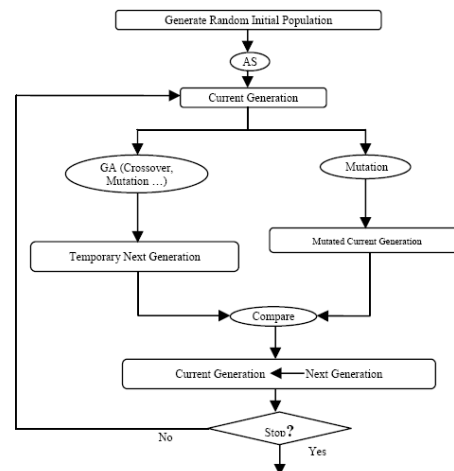 Generate Random Initial Population
AS
Current Generation
GA (Crossover,
Mutation ...)
Mutation
Temporary Next Generation
Mutated Current Generation
Compare
Current Generation
Next Generation
Stop?
No
Yes